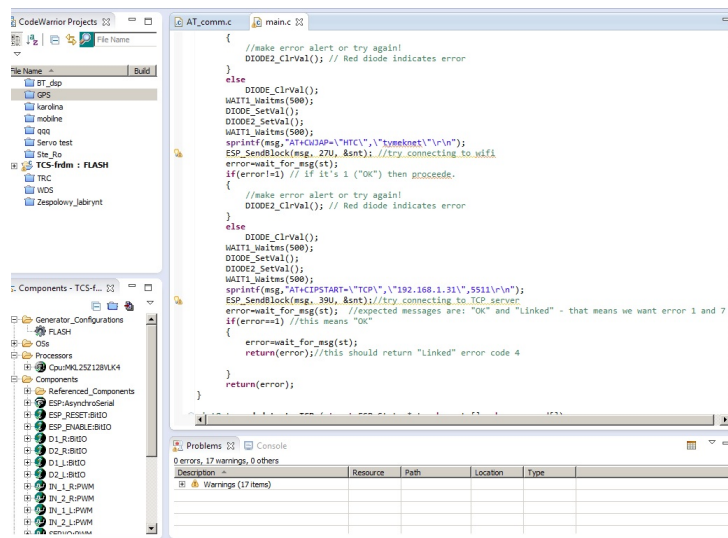 CodeWarrior Projects
File Name
File Name
Build
BT_dsp
GPS
karolina
mobilne
qqq
Servo test
Ste_Ro
TCS-frdm : FLASH
TRC
WDS
Zespolowy_labirynt
Components - TCS-f...
Generator_Configurations
FLASH
OSs
Processors
Cpu:MKL25Z128VLK4
Components
Referenced_Components
ESP:AsynchroSerial
ESP_RESET:BitIO
ESP_ENABLE:BitIO
D1_R:BitIO
D2_R:BitIO
D1_L:BitIO
D2_L:BitIO
IN_1_R:PWM
IN_2_R:PWM
IN_1_L:PWM
IN_2_L:PWM
SERVO:PWM
AT_comm.c
main.c
{
//make error alert or try again!
DIODE2_ClrVal(); // Red diode indicates error
}
else
DIODE_ClrVal();
WAIT1_Waitms(500);
DIODE_SetVal();
DIODE2_SetVal();
WAIT1_Waitms(500);
sprintf(msg,"AT+CWJAP=\"HTC\",\"tymeknet\"\r\n");
ESP_SendBlock(msg, 27U, &snt); //try connecting to wifi
error=wait_for_msg(st);
if(error!=1) // if it's 1 ("OK") then proceede.
{
//make error alert or try again!
DIODE2_ClrVal(); // Red diode indicates error
}
else
DIODE_ClrVal();
WAIT1_Waitms(500);
DIODE_SetVal();
DIODE2_SetVal();
WAIT1_Waitms(500);
sprintf(msg,"AT+CIPSTART=\"TCP\",\"192.168.1.31\",5511\r\n");
ESP_SendBlock(msg, 39U, &snt);//try connecting to TCP server
error=wait_for_msg(st); //expected messages are: "OK" and "Linked" - that means we want error 1 and 7
if(error==1) //this means "OK"
{
error=wait_for_msg(st);
return(error);//this should return "Linked" error code 4
}
return(error);
}
Problems
Console
0 errors, 17 warnings, 0 others
Description
Resource
Path
Location
Type
Warnings (17 items)